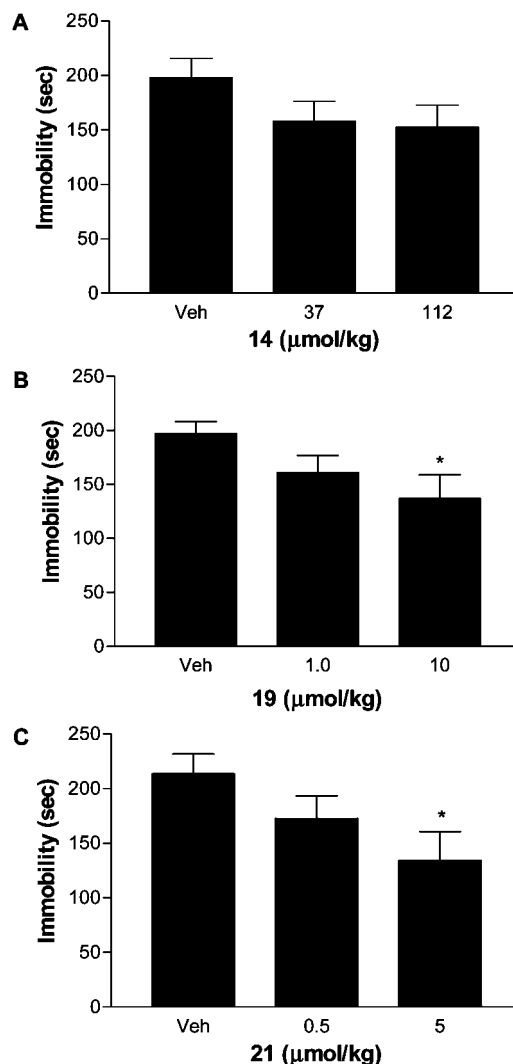 A
Immobility (sec)
250
200
150
100
50
0
Veh 37 112
14 (μmol/kg)
B
Immobility (sec)
250
200
150
100
50
0
*
Veh 1.0 10
19 (μmol/kg)
C
Immobility (sec)
250
200
150
100
50
0
*
Veh 0.5 5
21 (μmol/kg)